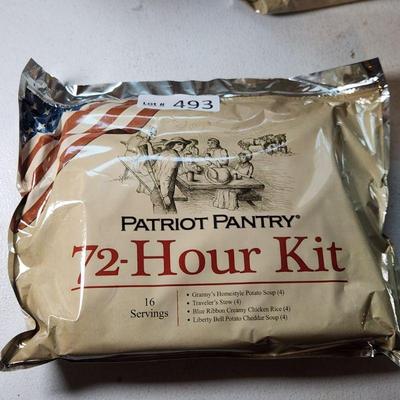 Lot # 493
PATRIOT PANTRY®
72-Hour Kit
16
Servings
• Granny's Homestyle Potato Soup (4)
• Traveler's Stew (4)
• Blue Ribbon Creamy Chicken Rice (4)
• Liberty Bell Potato Cheddar Soup (4)